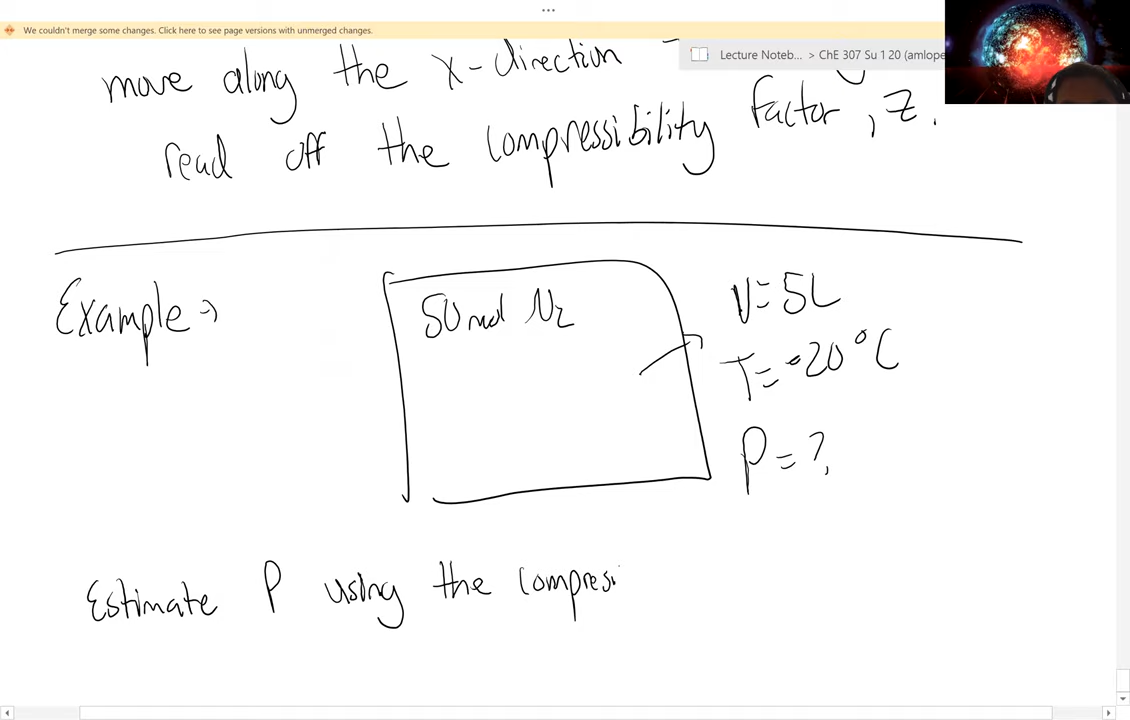 We couldn't merge some changes. Click here to see page versions with unmerged changes.
Lecture Noteb... > ChE 307 Su 1 20 (amlope
move along the x-direction
read off the compressibility factor, z.
Example →
50 mol N2
V = 5L
T = -20°C
P = ?
Estimate P using the compresi